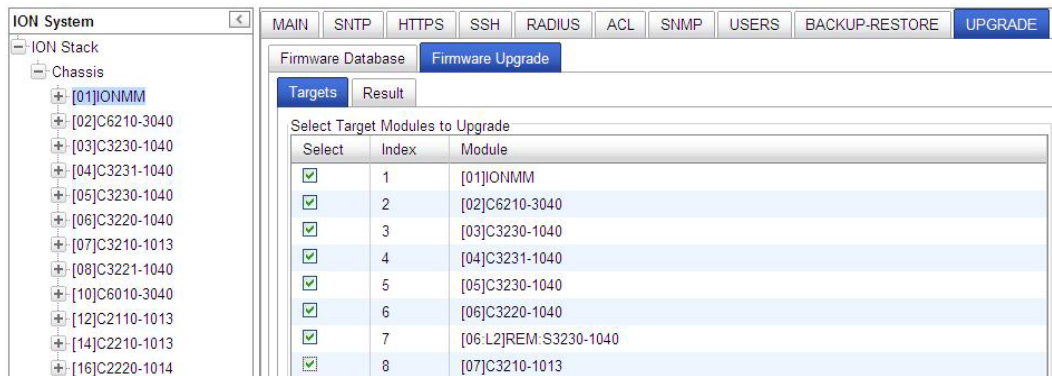 ION System
<
ION Stack
Chassis
[01]IONMM
[02]C6210-3040
[03]C3230-1040
[04]C3231-1040
[05]C3230-1040
[06]C3220-1040
[07]C3210-1013
[08]C3221-1040
[10]C6010-3040
[12]C2110-1013
[14]C2210-1013
[16]C2220-1014
MAIN SNTP HTTPS SSH RADIUS ACL SNMP USERS BACKUP-RESTORE UPGRADE
Firmware Database Firmware Upgrade
Targets Result
Select Target Modules to Upgrade
Select Index Module
1 [01]IONMM
2 [02]C6210-3040
3 [03]C3230-1040
4 [04]C3231-1040
5 [05]C3230-1040
6 [06]C3220-1040
7 [06:L2]REM:S3230-1040
8 [07]C3210-1013